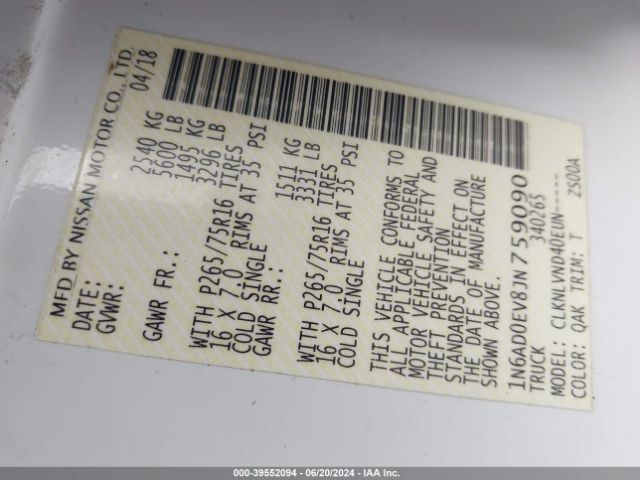 MFD BY NISSAN MOTOR CO., LTD.
DATE: 04/18
GVWR: 2540 KG
5600 LB
GAWR FR.: 1495 KG
3296 LB
WITH P265/75R16 TIRES
16 X 7.0 RIMS AT 35 PSI
COLD SINGLE
GAWR RR.: 1511 KG
3331 LB
WITH P265/75R16 TIRES
16 X 7.0 RIMS AT 35 PSI
COLD SINGLE
THIS VEHICLE CONFORMS TO
ALL APPLICABLE FEDERAL
MOTOR VEHICLE SAFETY AND
THEFT PREVENTION
STANDARDS IN EFFECT ON
THE DATE OF MANUFACTURE
SHOWN ABOVE.
1N6AD0EV8JN759090
TRUCK 340263
MODEL: CLKNLVND40EUN-----
COLOR: QAK TRIM: T 2S00A
000-39552094 - 06/20/2024 - IAA Inc.